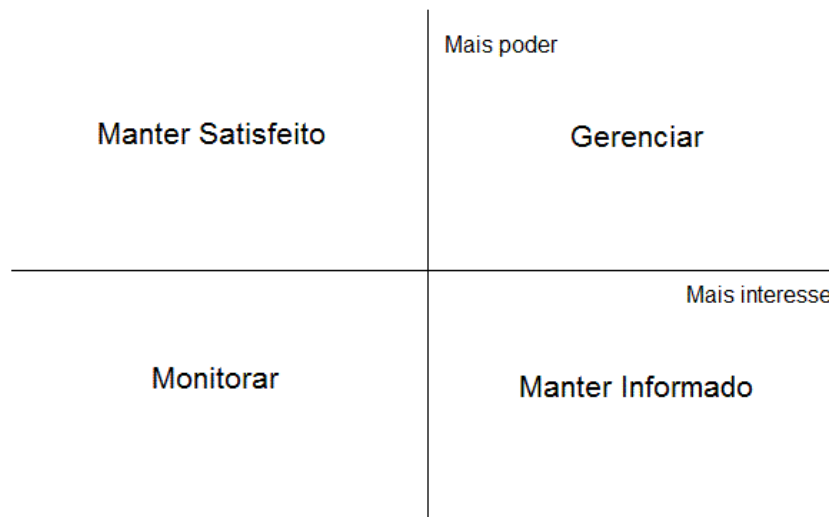 Mais poder
Manter Satisfeito
Gerenciar
Mais interesse
Monitorar
Manter Informado